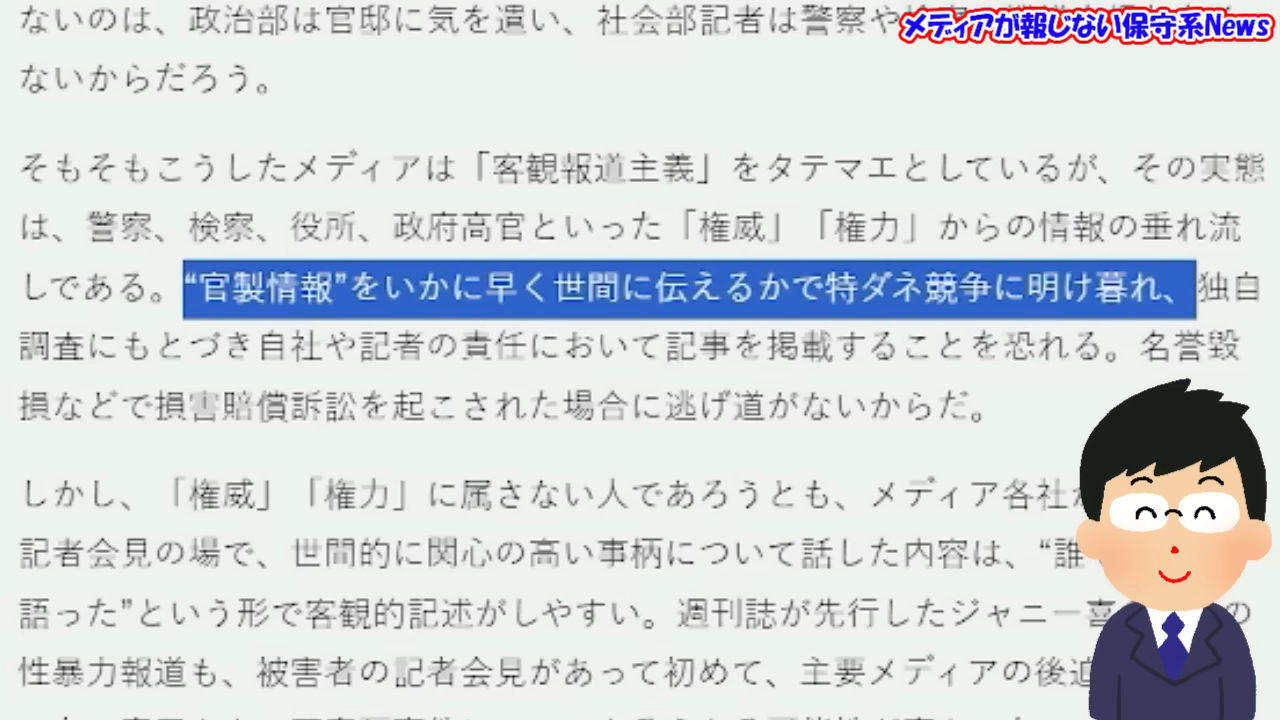 ないのは、政治部は官邸に気を遣い、社会部記者は警察や
メディアが報じない保守系News
ないからだろう。
そもそもこうしたメディアは「客観報道主義」をタテマエとしているが、その実態
は、警察、検察、役所、政府高官といった「権威」「権力」からの情報の垂れ流
しである。“官製情報”をいかに早く世間に伝えるかで特ダネ競争に明け暮れ、独自
調査にもとづき自社や記者の責任において記事を掲載することを恐れる。名誉毀
損などで損害賠償訴訟を起こされた場合に逃げ道がないからだ。
しかし、「権威」「権力」に属さない人であろうとも、メディア各社
記者会見の場で、世間的に関心の高い事柄について話した内容は、“誰
語った”という形で客観的記述がしやすい。週刊誌が先行したジャニー喜の
性暴力報道も、被害者の記者会見があって初めて、主要メディアの後追